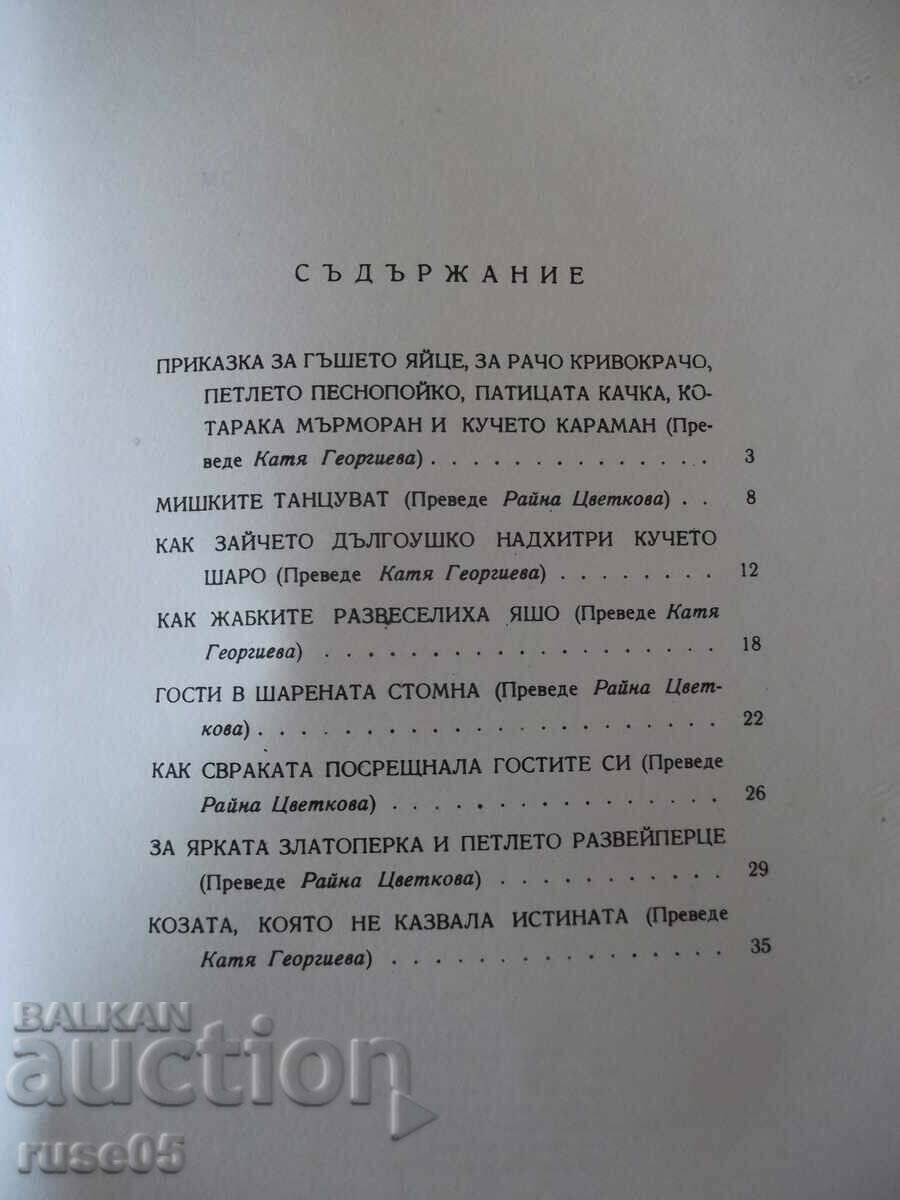 СЪДЪРЖАНИЕ
ПРИКАЗКА ЗА ГЪШЕТО ЯЙЦЕ, ЗА РАЧО КРИВОКРАЧО,
ПЕТЛЕТО ПЕСНОПОЙКО, ПАТИЦАТА КАЧКА, КО-
ТАРАКА МЪРМОРАН И КУЧЕТО КАРАМАН (Пре-
веде Катя Георгиева) . . . . . . . . . . . . 3
МИШКИТЕ ТАНЦУВАТ (Преведе Райна Цветкова) . . 8
КАК ЗАЙЧЕТО ДЪЛГОУШКО НАДХИТРИ КУЧЕТО
ШАРО (Преведе Катя Георгиева) . . . . . . . . 12
КАК ЖАБКИТЕ РАЗВЕСЕЛИХА ЯШО (Преведе Катя
Георгиева) . . . . . . . . . . . . . . . . . . . 18
ГОСТИ В ШАРЕНАТА СТОМНА (Преведе Райна Цвет-
кова) . . . . . . . . . . . . . . . . . . . . . . 22
КАК СВРАКАТА ПОСРЕЩНАЛА ГОСТИТЕ СИ (Преведе
Райна Цветкова) . . . . . . . . . . . . . . . . 26
ЗА ЯРКАТА ЗЛАТОПЕРКА И ПЕТЛЕТО РАЗВЕЙПЕРЦЕ
(Преведе Райна Цветкова) . . . . . . . . . . . 29
КОЗАТА, КОЯТО НЕ КАЗВАЛА ИСТИНАТА (Преведе
Катя Георгиева) . . . . . . . . . . . . . . . . 35
BALKAN
auction
ruse05